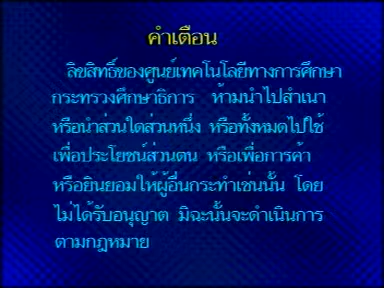 คำเตือน
ลิขสิทธิ์ของศูนย์เทคโนโลยีทางการศึกษา
กระทรวงศึกษาธิการ ห้ามนำไปสำเนา
หรือนำส่วนใดส่วนหนึ่ง หรือทั้งหมดไปใช้
เพื่อประโยชน์ส่วนตน หรือเพื่อการค้า
หรือยินยอมให้ผู้อื่นกระทำเช่นนั้น โดย
ไม่ได้รับอนุญาต มิฉะนั้นจะดำเนินการ
ตามกฎหมาย